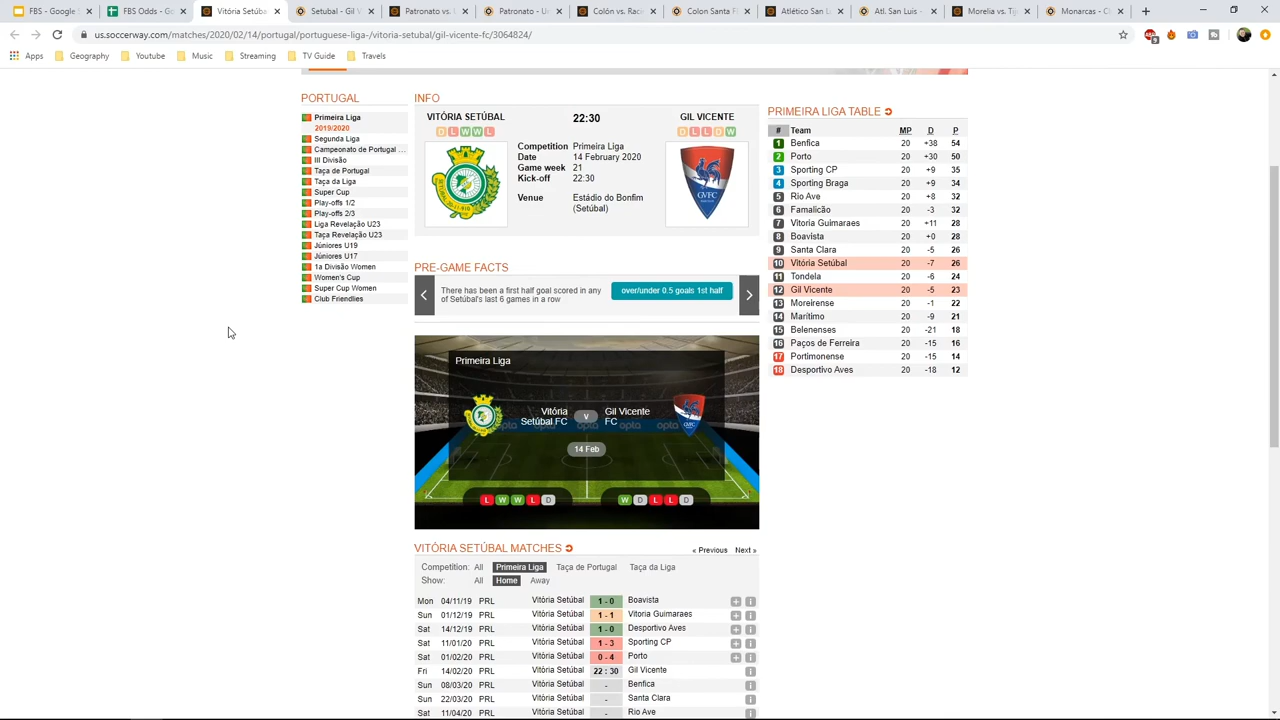 FBS - Google S
FBS Odds - Go
Vitória Setúba
Setubal - Gil V
Patronato vs. C
Patronato - U
Colón vs. Raci
Colón Santa F
Atlético San L
Atl. San Luis -
Morelia vs. Tij
Monarcas - Cl
us.soccerway.com/matches/2020/02/14/portugal/portuguese-liga-/vitoria-setubal/gil-vicente-fc/3064824/
Apps Geography Youtube Music Streaming TV Guide Travels
PORTUGAL
Primeira Liga
2019/2020
Segunda Liga
Campeonato de Portugal ...
III Divisão
Taça de Portugal
Taça da Liga
Super Cup
Play-offs 1/2
Play-offs 2/3
Liga Revelação U23
Taça Revelação U23
Júniores U19
Júniores U17
1a Divisão Women
Women's Cup
Super Cup Women
Club Friendlies
INFO
VITÓRIA SETÚBAL
D L W W L
22:30
GIL VICENTE
D L L D W
Competition Primeira Liga
Date 14 February 2020
Game week 21
Kick-off 22:30
Venue Estádio do Bonfim
(Setúbal)
GVFC
PRE-GAME FACTS
There has been a first half goal scored in any
of Setúbal's last 6 games in a row
over/under 0.5 goals 1st half
Primeira Liga
Vitória
Setúbal FC
v
Gil Vicente
FC
opta opta opta opta opta
14 Feb
L W W L D
W D L L D
VITÓRIA SETÚBAL MATCHES
« Previous Next »
Competition: All Primeira Liga Taça de Portugal Taça da Liga
Show: All Home Away
Mon 04/11/19 PRL Vitória Setúbal 1 - 0 Boavista
Sun 01/12/19 PRL Vitória Setúbal 1 - 1 Vitoria Guimaraes
Sat 14/12/19 PRL Vitória Setúbal 1 - 0 Desportivo Aves
Sat 11/01/20 PRL Vitória Setúbal 1 - 3 Sporting CP
Sat 01/02/20 PRL Vitória Setúbal 0 - 4 Porto
Fri 14/02/20 PRL Vitória Setúbal 22 : 30 Gil Vicente
Sun 08/03/20 PRL Vitória Setúbal - Benfica
Sun 22/03/20 PRL Vitória Setúbal - Santa Clara
Sat 11/04/20 PRL Vitória Setúbal - Rio Ave
PRIMEIRA LIGA TABLE
# Team MP D P
1 Benfica 20 +38 54
2 Porto 20 +30 50
3 Sporting CP 20 +9 35
4 Sporting Braga 20 +9 34
5 Rio Ave 20 +8 32
6 Famalicão 20 -3 32
7 Vitoria Guimaraes 20 +11 28
8 Boavista 20 +0 28
9 Santa Clara 20 -5 26
10 Vitória Setúbal 20 -7 26
11 Tondela 20 -6 24
12 Gil Vicente 20 -5 23
13 Moreirense 20 -1 22
14 Marítimo 20 -9 21
15 Belenenses 20 -21 18
16 Paços de Ferreira 20 -15 16
17 Portimonense 20 -15 14
18 Desportivo Aves 20 -18 12